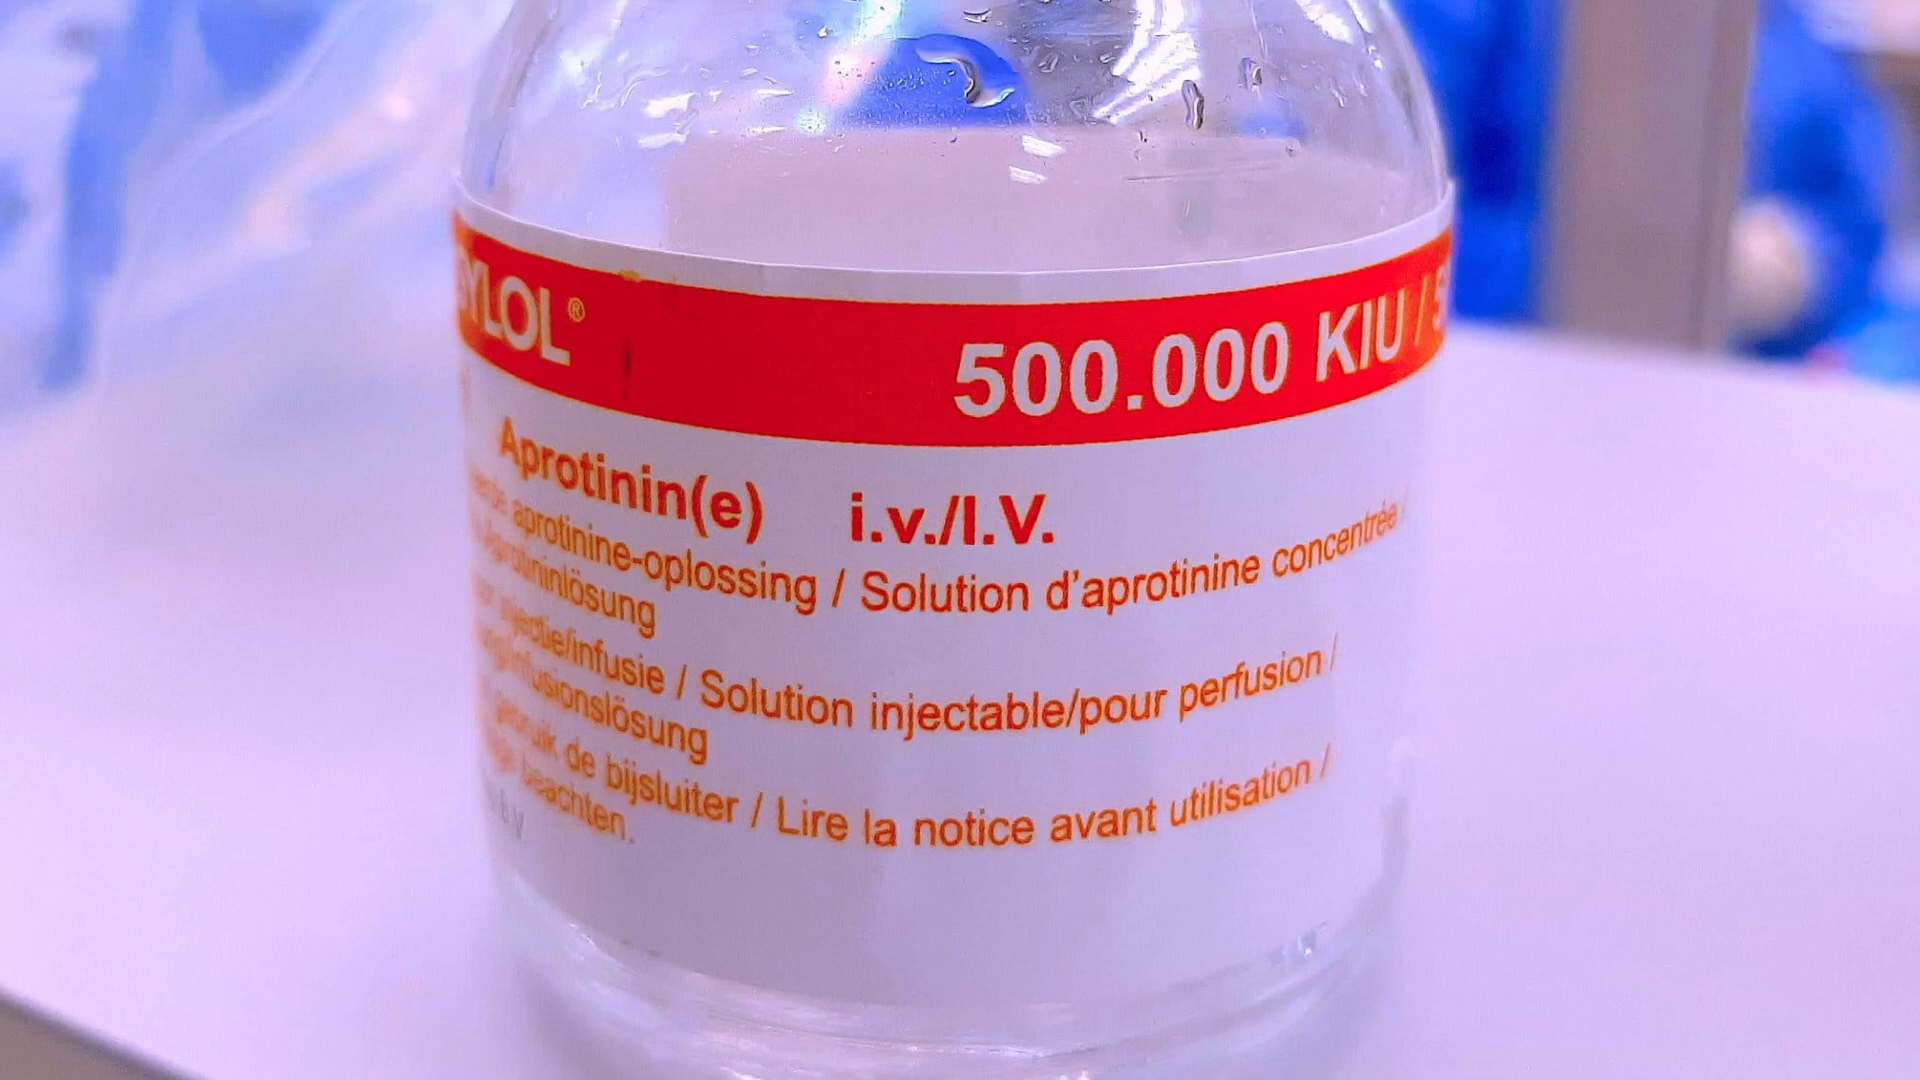 YLOL® 500.000 KIU /
Aprotinin(e) i.v./I.V.
aprotinine-oplossing / Solution d'aprotinine concentrée /
Aprotininlösung
injectie/infusie / Solution injectable/pour perfusion /
gebruik de bijsluiter / Lire la notice avant utilisation /
beachten.